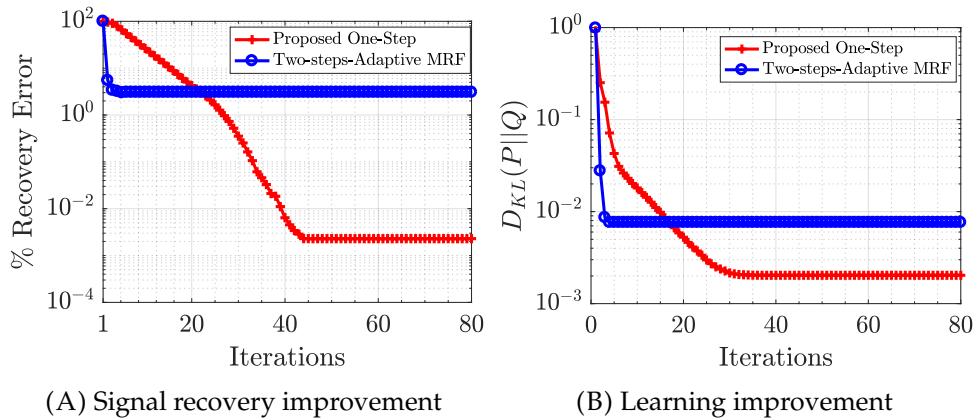 10^2
10^0
10^-2
10^-4
% Recovery Error
Proposed One-Step
Two-steps-Adaptive MRF
1 20 40 60 80
Iterations
(A) Signal recovery improvement
10^0
10^-1
10^-2
10^-3
D_KL(P||Q)
Proposed One-Step
Two-steps-Adaptive MRF
0 20 40 60 80
Iterations
(B) Learning improvement